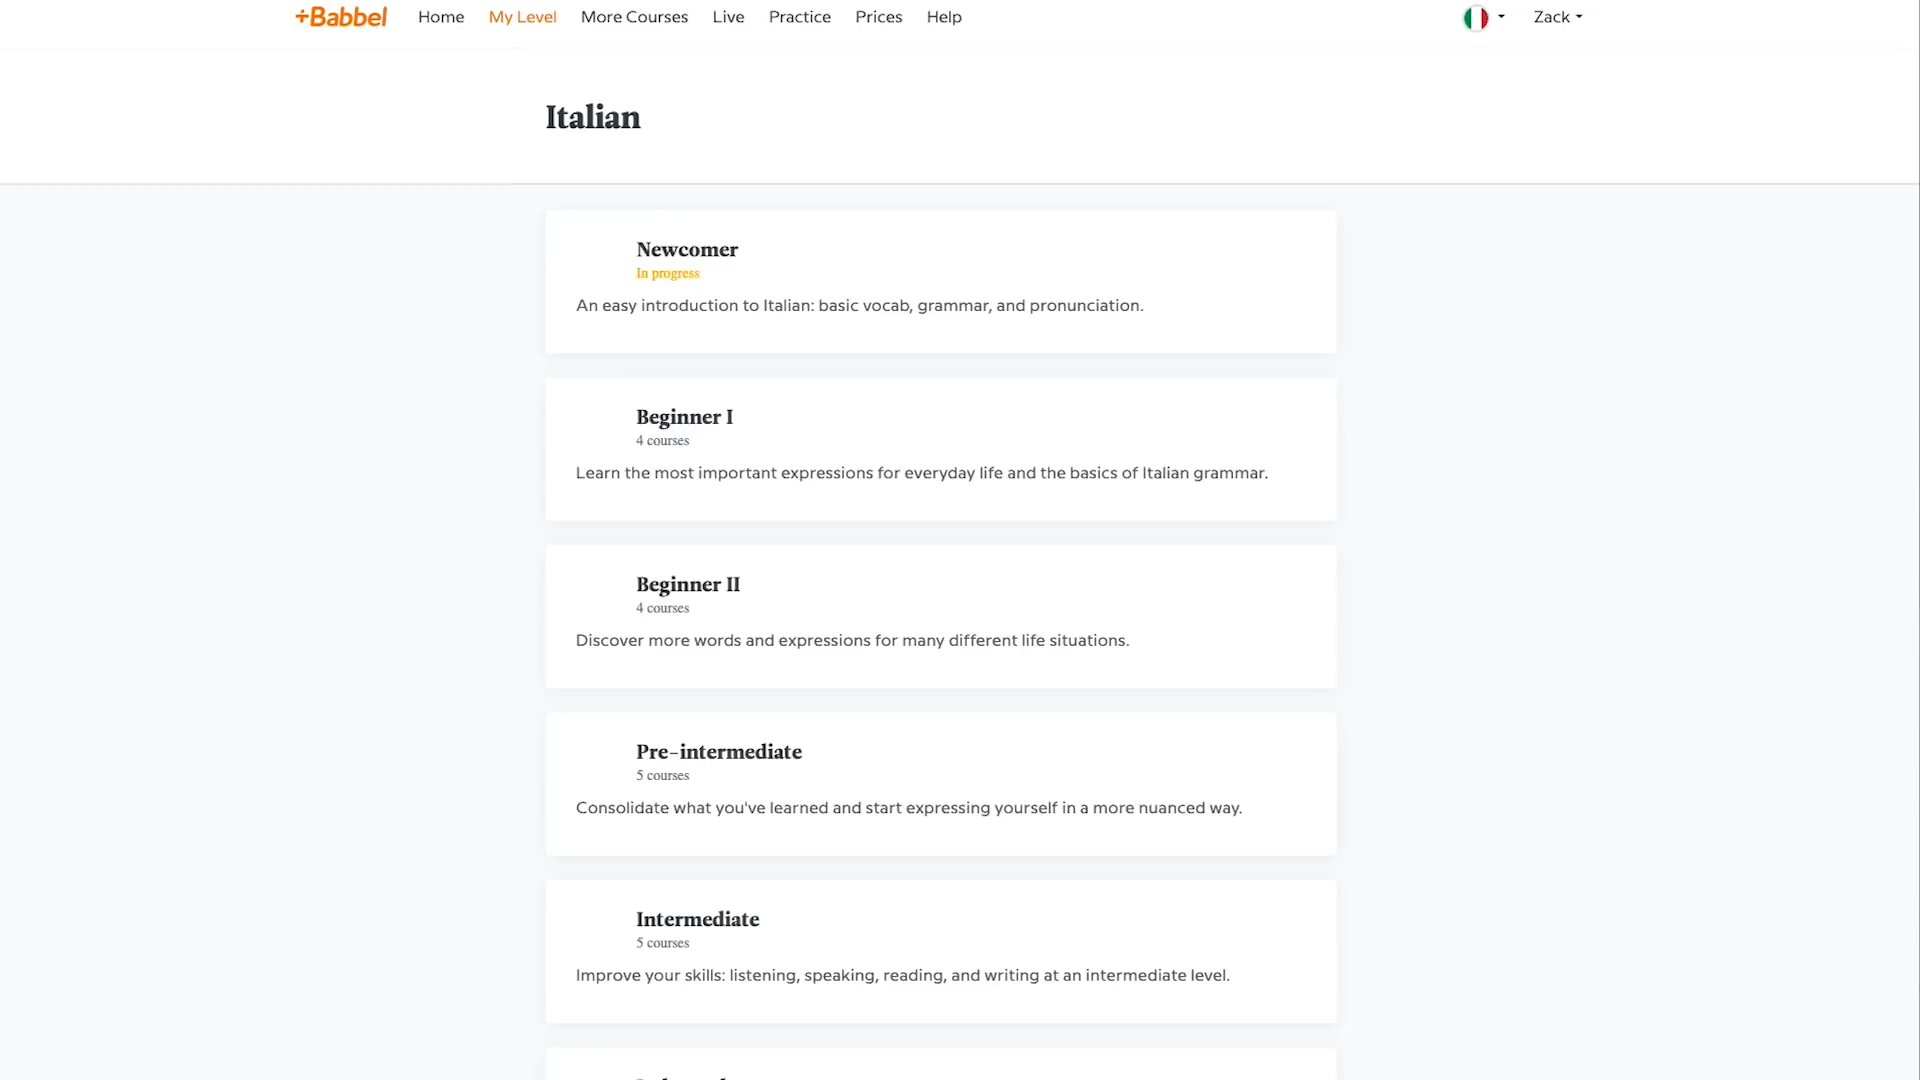 +Babbel Home My Level More Courses Live Practice Prices Help Zack
Italian
Newcomer
In progress
An easy introduction to Italian: basic vocab, grammar, and pronunciation.
Beginner I
4 courses
Learn the most important expressions for everyday life and the basics of Italian grammar.
Beginner II
4 courses
Discover more words and expressions for many different life situations.
Pre-intermediate
5 courses
Consolidate what you've learned and start expressing yourself in a more nuanced way.
Intermediate
5 courses
Improve your skills: listening, speaking, reading, and writing at an intermediate level.